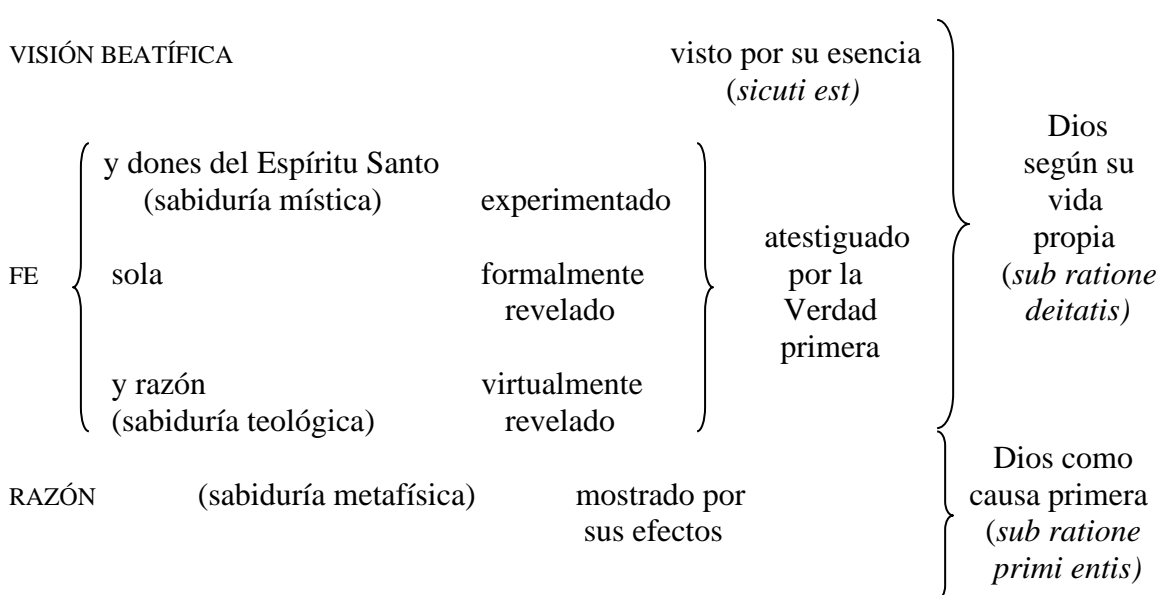 VISIÓN BEATÍFICA
visto por su esencia
(sicuti est)
FE
y dones del Espíritu Santo
(sabiduría mística)
experimentado
sola
formalmente
revelado
y razón
(sabiduría teológica)
virtualmente
revelado
atestiguado
por la
Verdad
primera
Dios
según su
vida
propia
(sub ratione
deitatis)
RAZÓN
(sabiduría metafísica)
mostrado por
sus efectos
Dios como
causa primera
(sub ratione
primi entis)